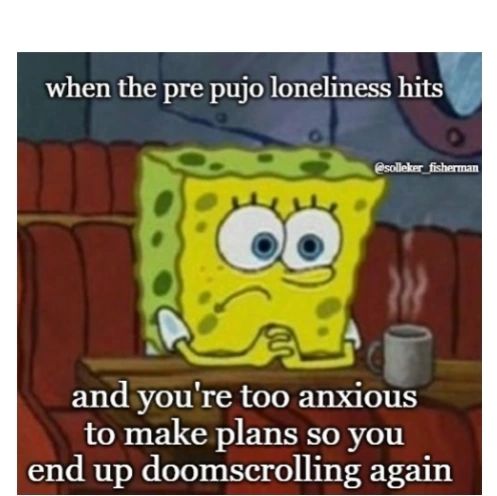 when the pre pujo loneliness hits
@solleker_fisherman
and you're too anxious
to make plans so you
end up doomscrolling again